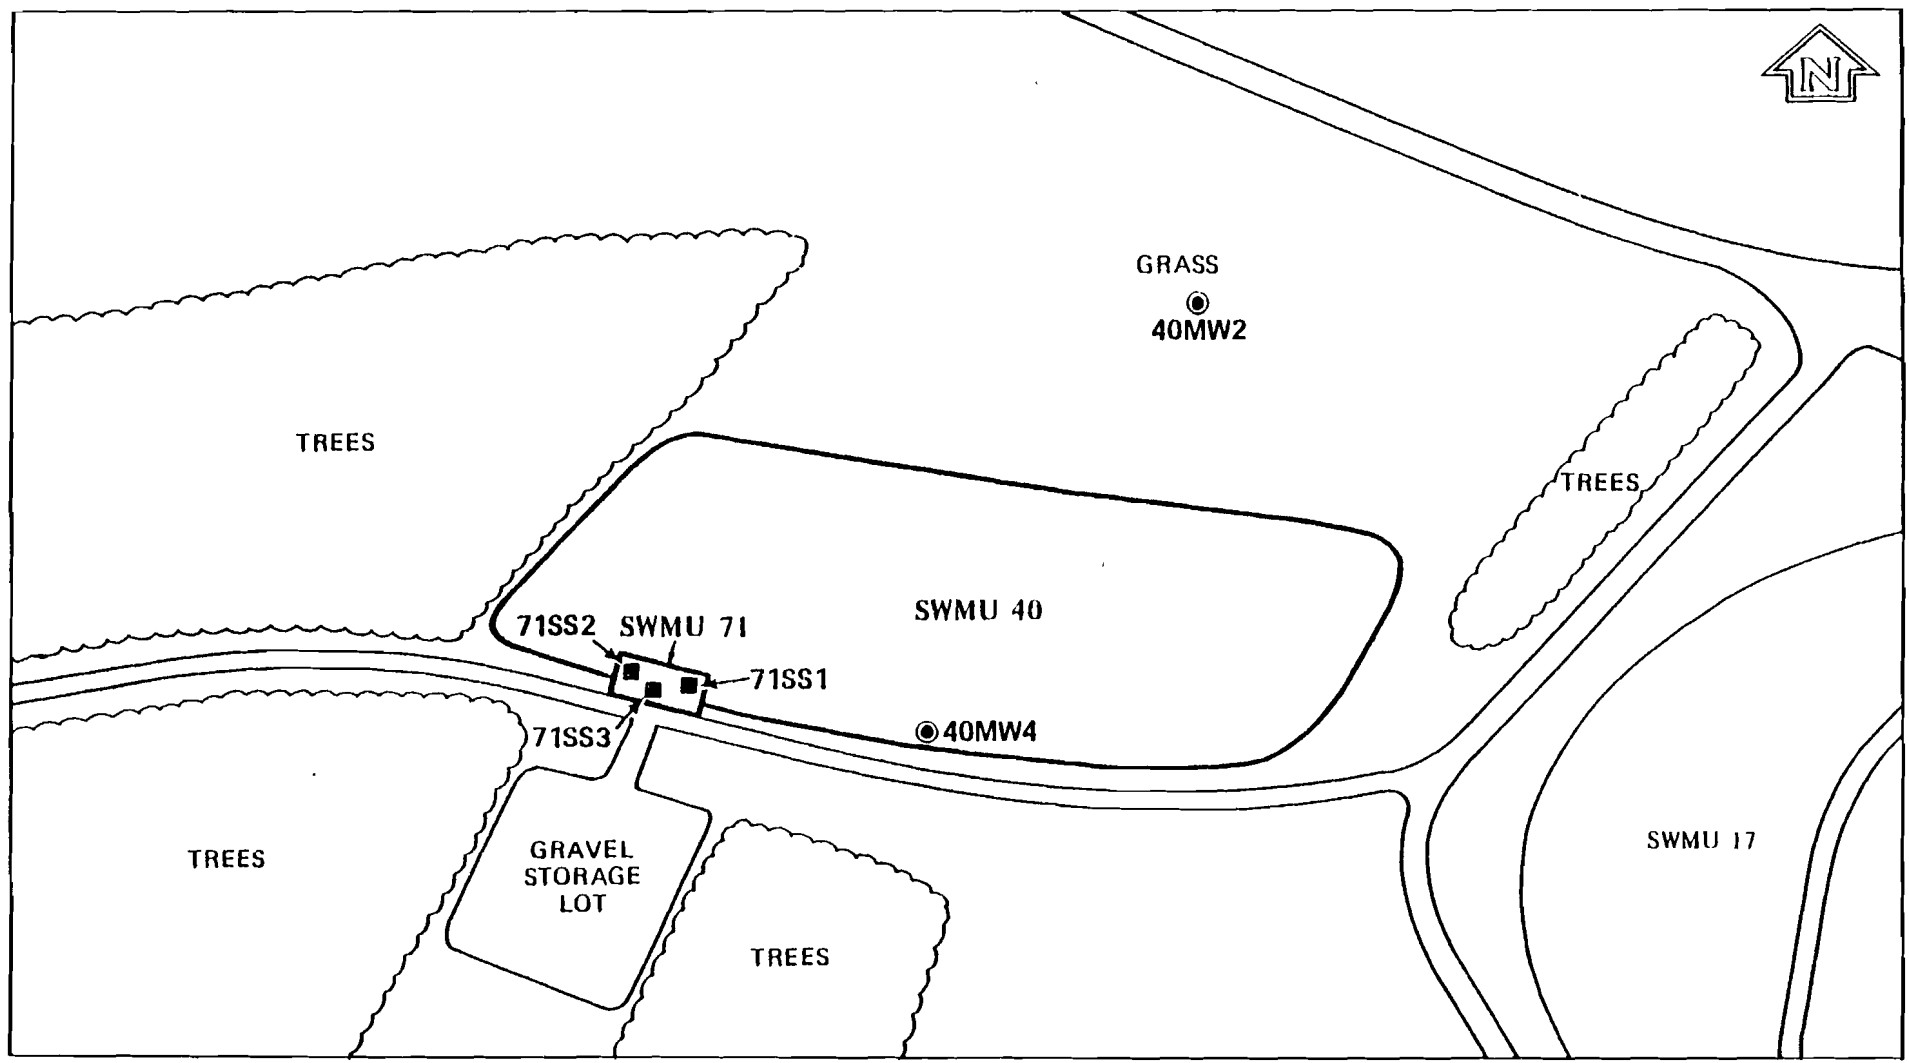 N
GRASS
40MW2
TREES
TREES
SWMU 40
71SS2
SWMU 71
71SS1
71SS3
40MW4
SWMU 17
TREES
GRAVEL
STORAGE
LOT
TREES